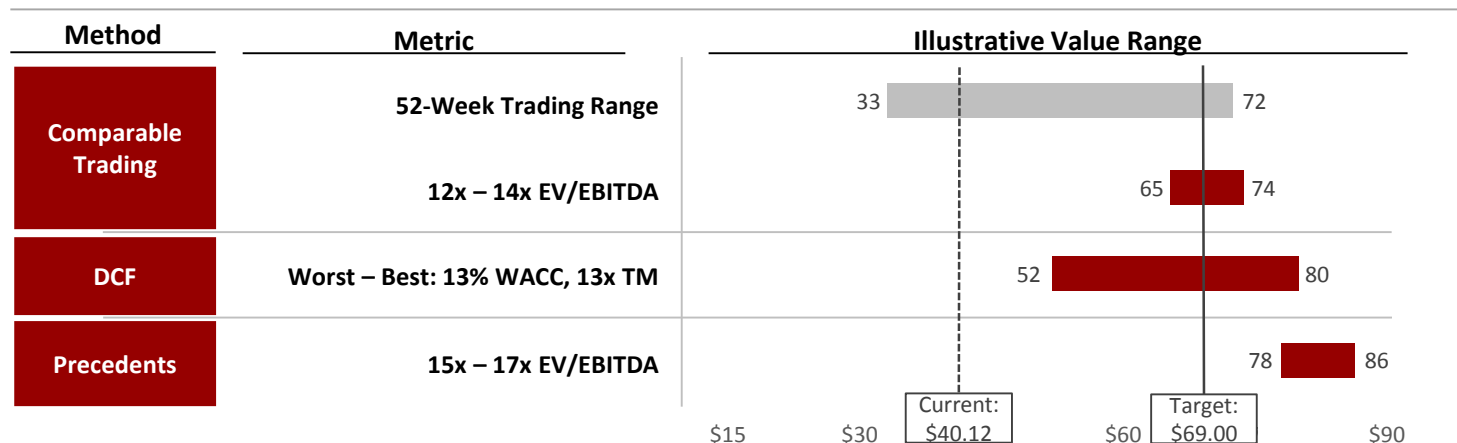 Method
Metric
Illustrative Value Range
Comparable
Trading
52-Week Trading Range
33
72
12x – 14x EV/EBITDA
65
74
DCF
Worst – Best: 13% WACC, 13x TM
52
80
Precedents
15x – 17x EV/EBITDA
78
86
$15
$30
Current:
$40.12
$60
Target:
$69.00
$90